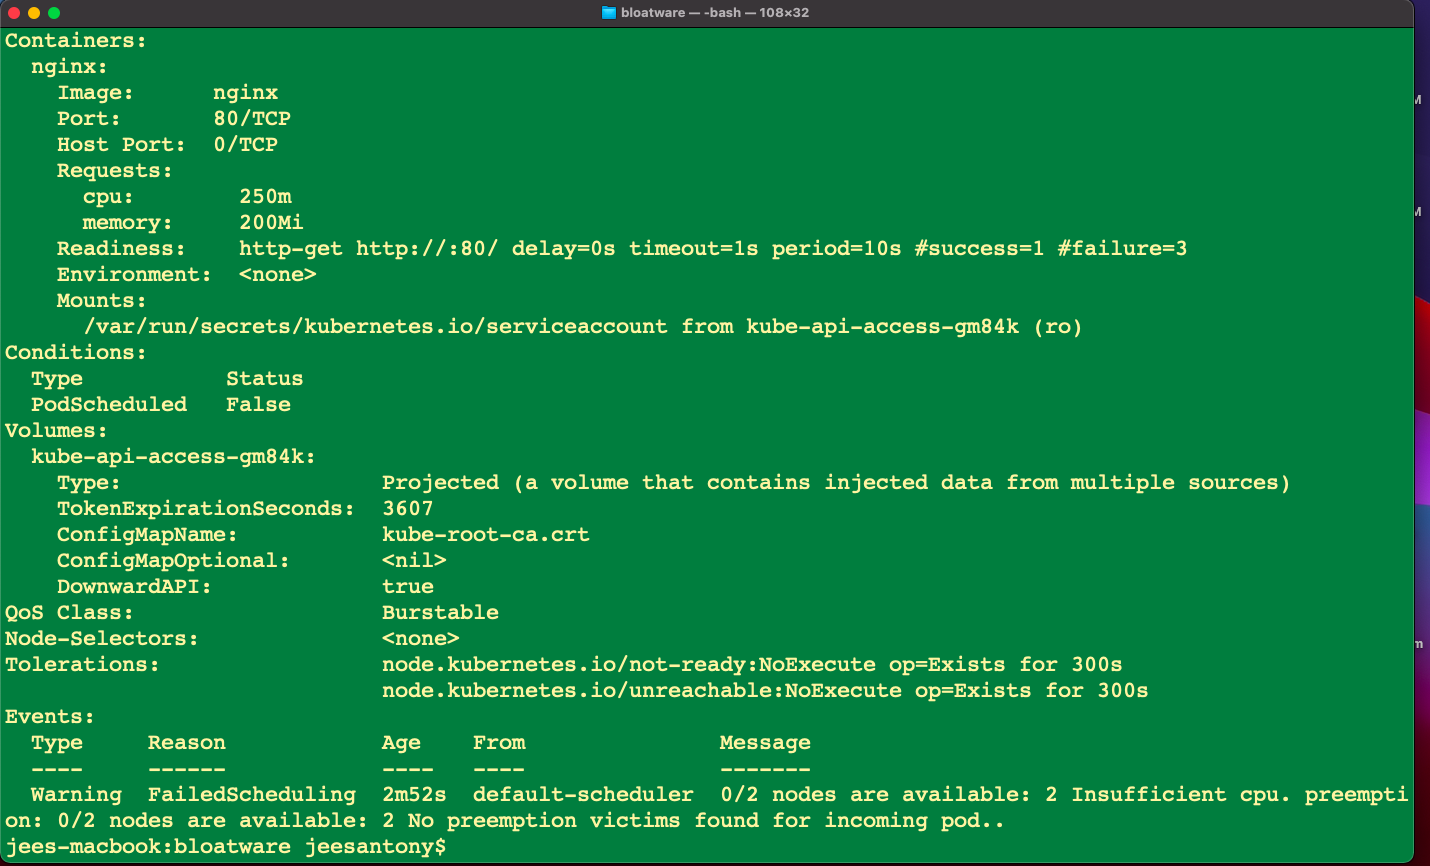 bloatware — -bash — 108×32
Containers:
  nginx:
    Image:      nginx
    Port:       80/TCP
    Host Port:  0/TCP
    Requests:
      cpu:        250m
      memory:     200Mi
    Readiness:    http-get http://:80/ delay=0s timeout=1s period=10s #success=1 #failure=3
    Environment:  <none>
    Mounts:
      /var/run/secrets/kubernetes.io/serviceaccount from kube-api-access-gm84k (ro)
Conditions:
  Type           Status
  PodScheduled   False
Volumes:
  kube-api-access-gm84k:
    Type:                    Projected (a volume that contains injected data from multiple sources)
    TokenExpirationSeconds:  3607
    ConfigMapName:           kube-root-ca.crt
    ConfigMapOptional:       <nil>
    DownwardAPI:             true
QoS Class:                   Burstable
Node-Selectors:              <none>
Tolerations:                 node.kubernetes.io/not-ready:NoExecute op=Exists for 300s
                             node.kubernetes.io/unreachable:NoExecute op=Exists for 300s
Events:
  Type     Reason            Age    From               Message
  ----     ------            ----   ----               -------
  Warning  FailedScheduling  2m52s  default-scheduler  0/2 nodes are available: 2 Insufficient cpu. preempti
on: 0/2 nodes are available: 2 No preemption victims found for incoming pod..
jees-macbook:bloatware jeesantony$